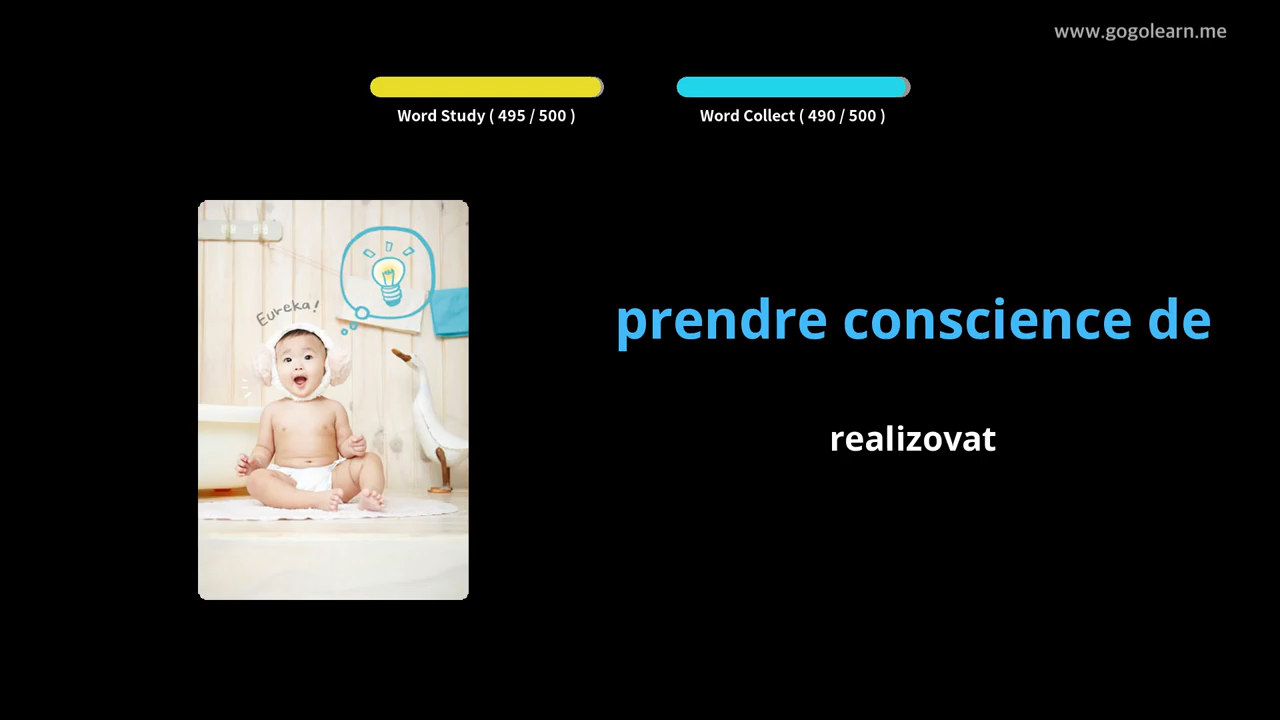 www.gogolearn.me
Word Study ( 495 / 500 )
Word Collect ( 490 / 500 )
Eureka!
prendre conscience de
realizovat